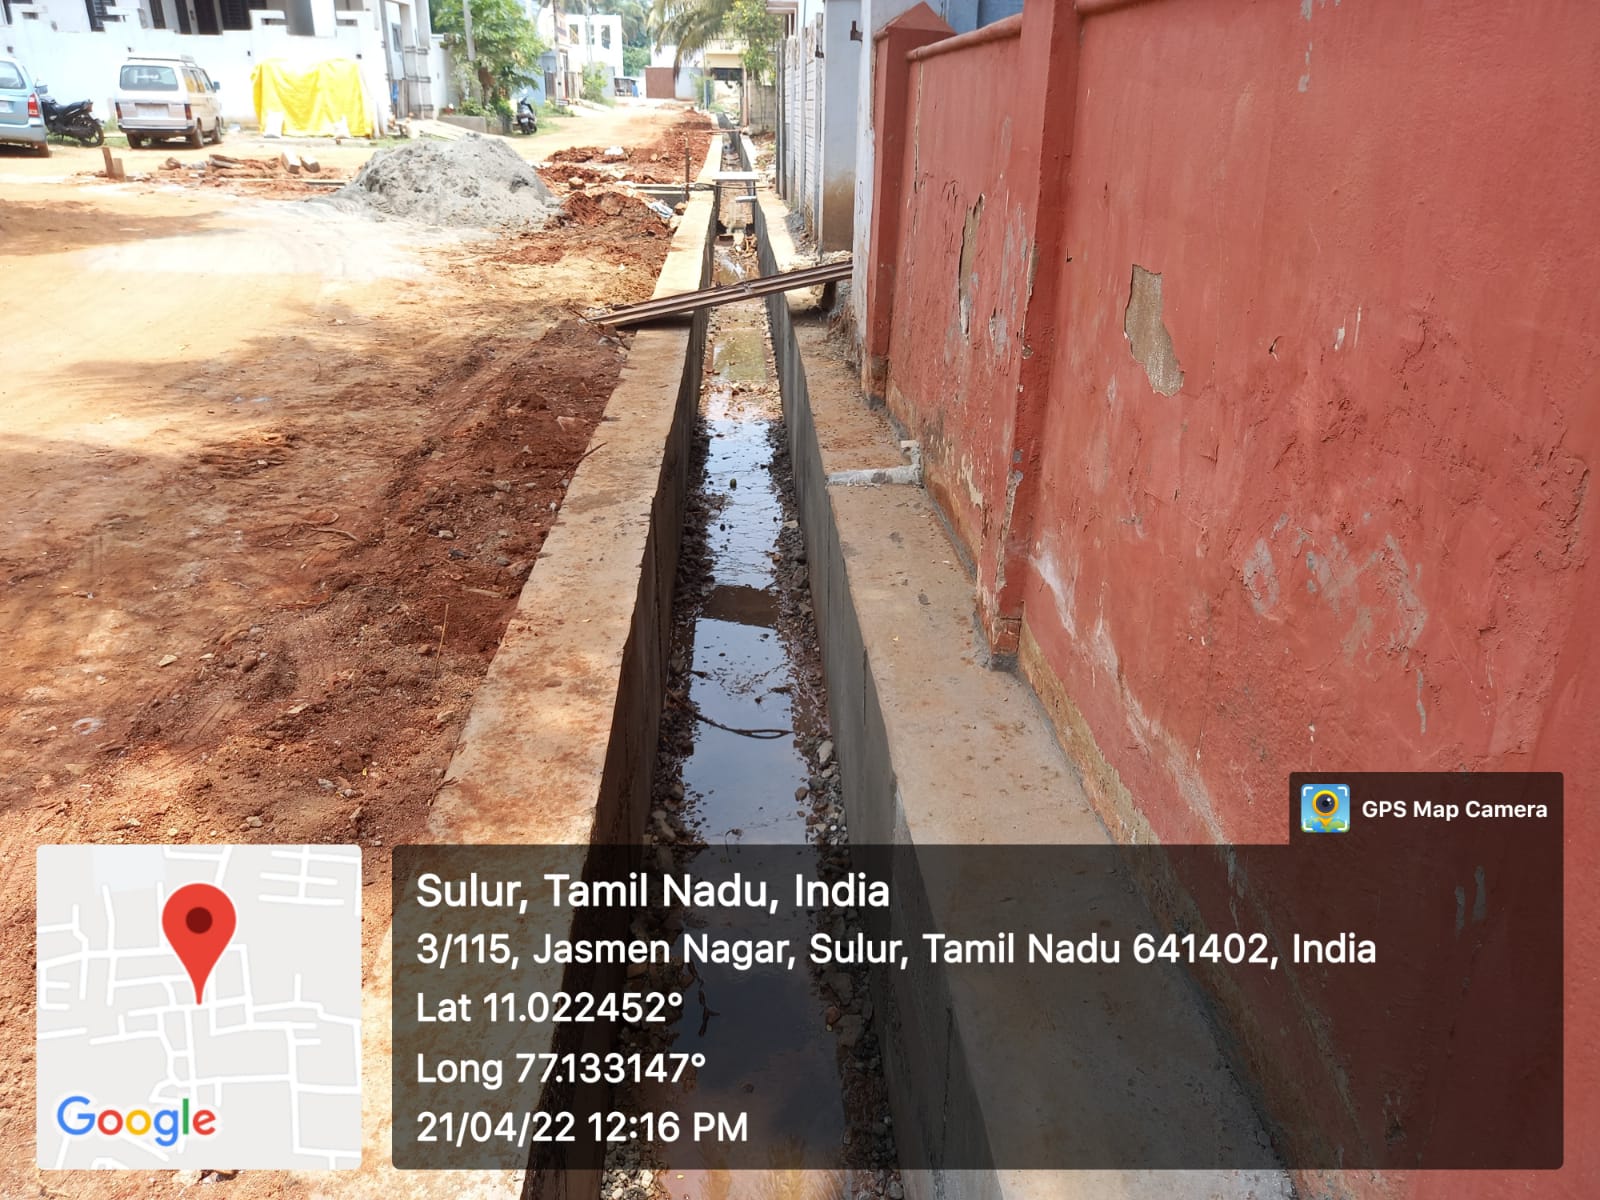 GPS Map Camera
Sulur, Tamil Nadu, India
3/115, Jasmen Nagar, Sulur, Tamil Nadu 641402, India
Lat 11.022452°
Long 77.133147°
21/04/22 12:16 PM
Google